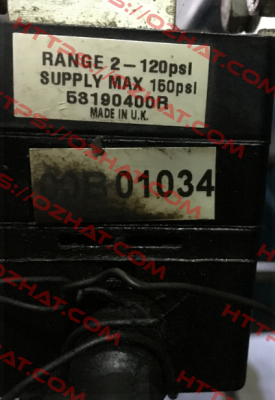 RANGE 2-120psi
SUPPLY MAX 150psi
53190400R
MADE IN U.K.
01034
HTTPS://OZHAT.COM